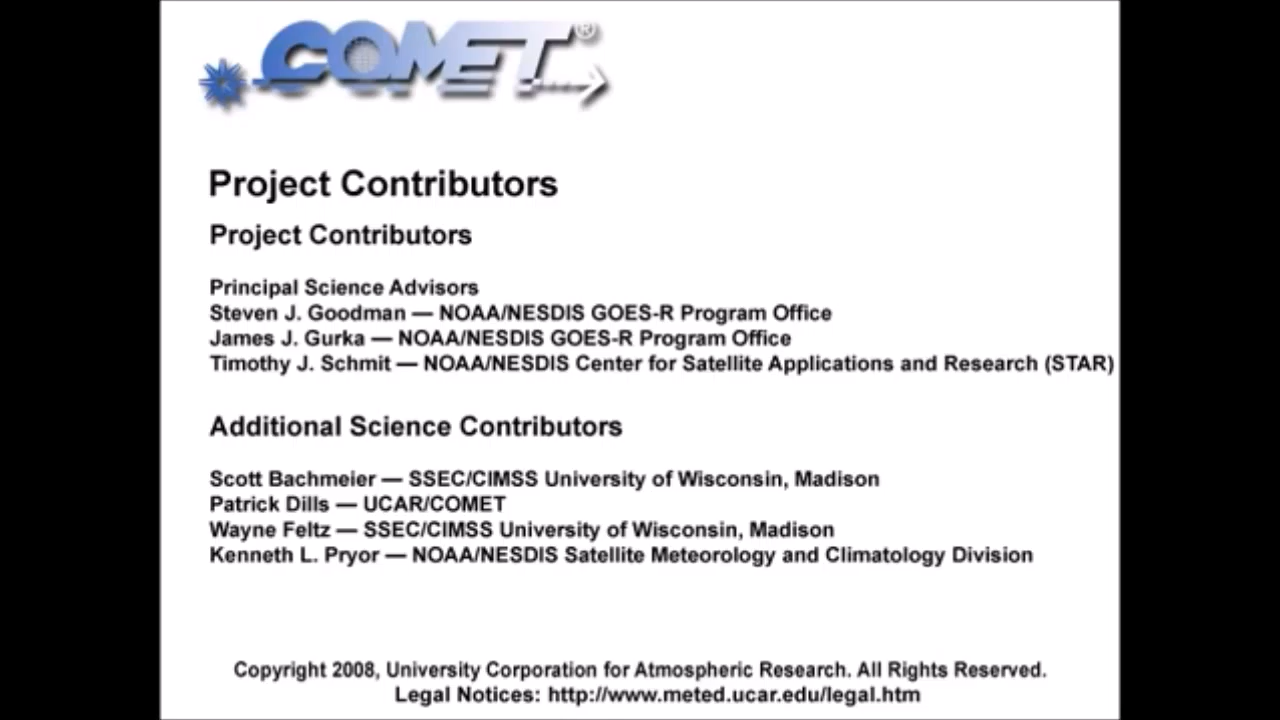 COMET®
Project Contributors
Project Contributors
Principal Science Advisors
Steven J. Goodman — NOAA/NESDIS GOES-R Program Office
James J. Gurka — NOAA/NESDIS GOES-R Program Office
Timothy J. Schmit — NOAA/NESDIS Center for Satellite Applications and Research (STAR)
Additional Science Contributors
Scott Bachmeier — SSEC/CIMSS University of Wisconsin, Madison
Patrick Dills — UCAR/COMET
Wayne Feltz — SSEC/CIMSS University of Wisconsin, Madison
Kenneth L. Pryor — NOAA/NESDIS Satellite Meteorology and Climatology Division
Copyright 2008, University Corporation for Atmospheric Research. All Rights Reserved.
Legal Notices: http://www.meted.ucar.edu/legal.htm